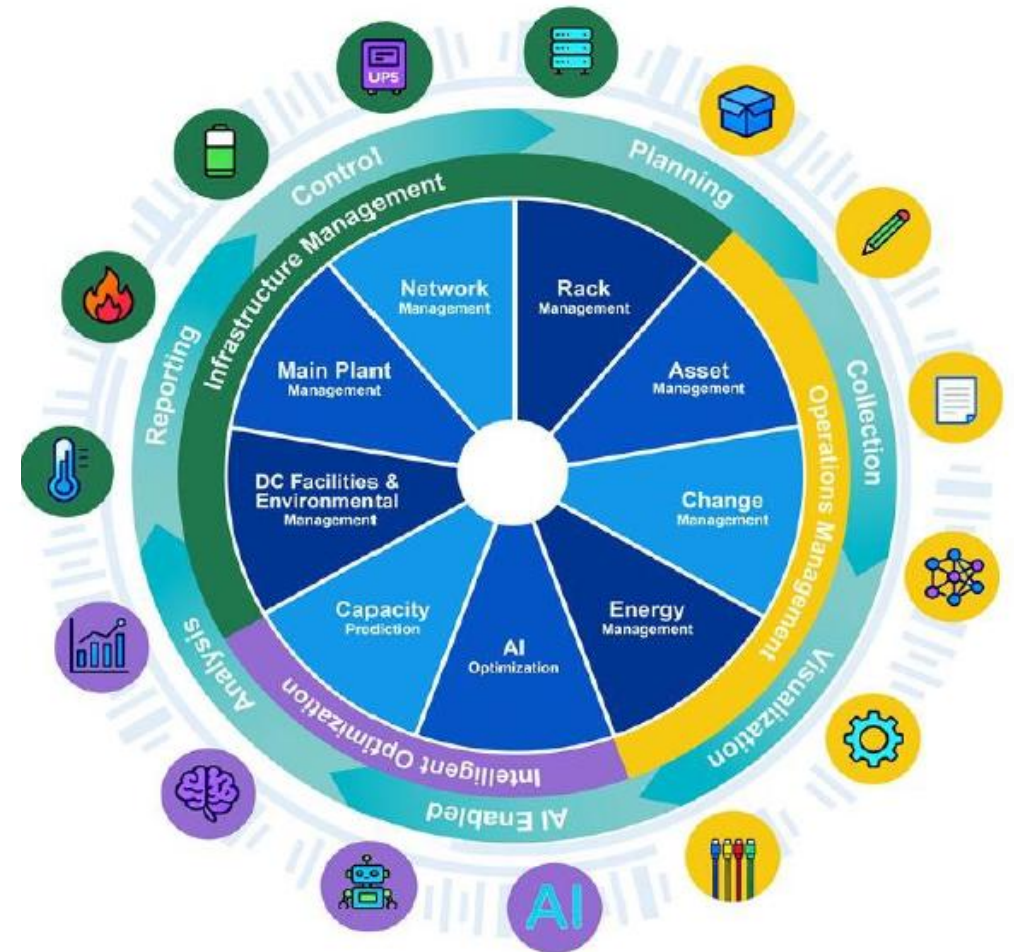 UPS
Control
Planning
Collection
Visualization
AI Enabled
Analysis
Reporting
Infrastructure Management
Operations Management
Intelligent Optimization
Network
Management
Rack
Management
Asset
Management
Change
Management
Energy
Management
AI
Optimization
Capacity
Prediction
DC Facilities &
Environmental
Management
Main Plant
Management
AI